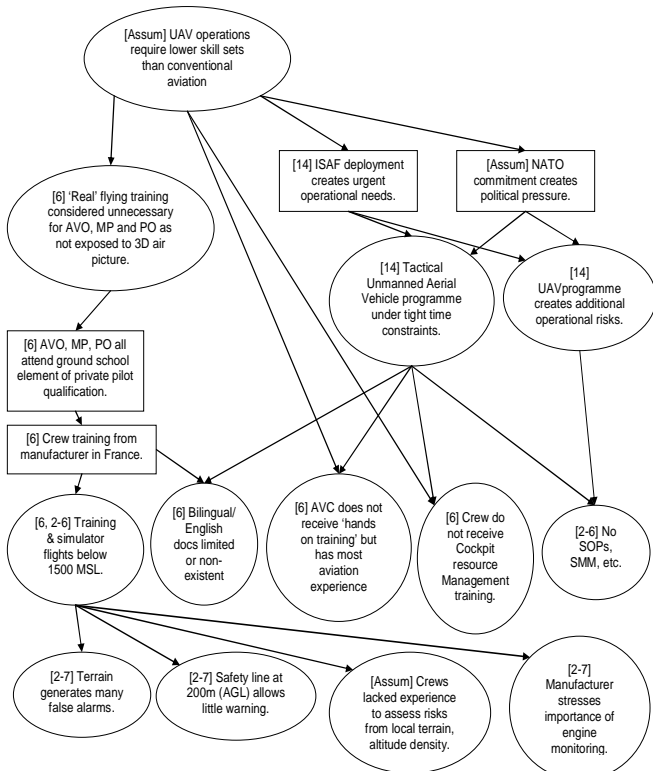 [Assum] UAV operations
require lower skill sets
than conventional
aviation
[14] ISAF deployment
creates urgent
operational needs.
[Assum] NATO
commitment creates
political pressure.
[6] ‘Real’ flying training
considered unnecessary
for AVO, MP and PO as
not exposed to 3D air
picture.
[14] Tactical
Unmanned Aerial
Vehicle programme
under tight time
constraints.
[14]
UAVprogramme
creates additional
operational risks.
[6] AVO, MP, PO all
attend ground school
element of private pilot
qualification.
[6] Crew training from
manufacturer in France.
[6, 2-6] Training
& simulator
flights below
1500 MSL.
[6] Bilingual/
English
docs limited
or non-
existent
[6] AVC does not
receive ‘hands
on training’ but
has most
aviation
experience
[6] Crew do
not receive
Cockpit
resource
Management
training.
[2-6] No
SOPs,
SMM, etc.
[2-7] Terrain
generates many
false alarms.
[2-7] Safety line at
200m (AGL) allows
little warning.
[Assum] Crews
lacked experience
to assess risks
from local terrain,
altitude density.
[2-7]
Manufacturer
stresses
importance of
engine
monitoring.